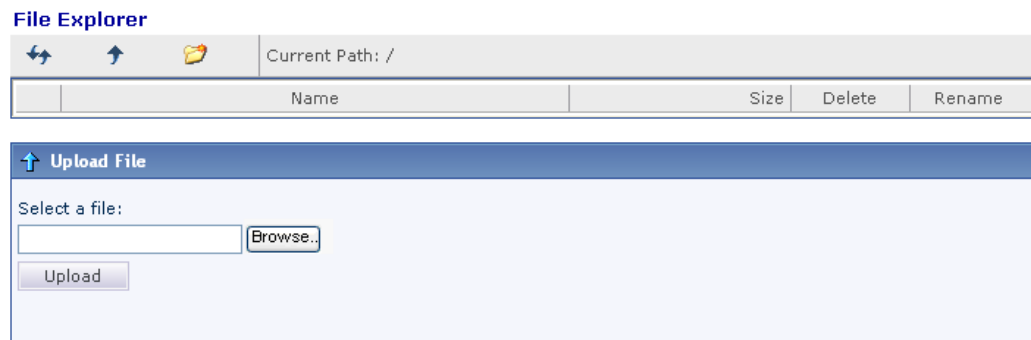 File Explorer
Current Path: /
Name Size Delete Rename
Upload File
Select a file:
Browse..
Upload